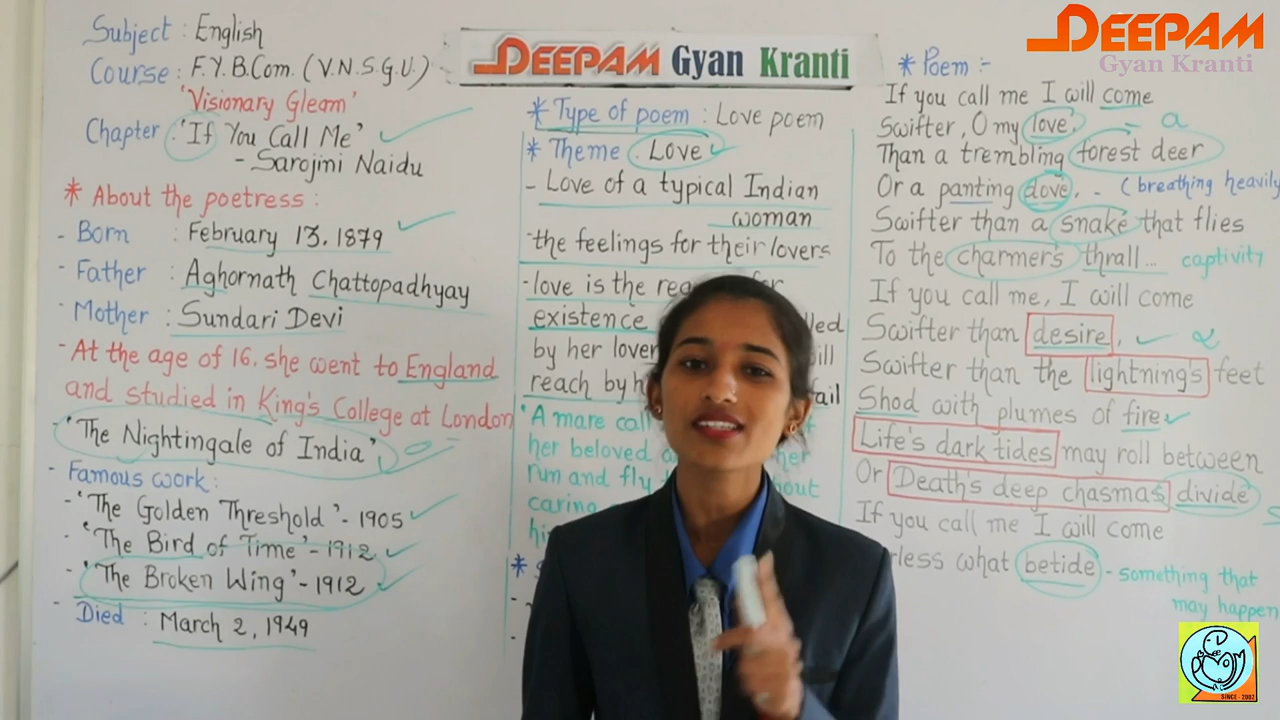 Subject : English
Course : F.Y.B.Com. (V.N.S.G.U.)
'Visionary Gleam'
Chapter : 'If You Call Me'
- Sarojini Naidu
* About the poetress :
- Born : February 13, 1879
- Father : Aghornath Chattopadhyay
- Mother : Sundari Devi
- At the age of 16, she went to England
and studied in King's College at London
- 'The Nightingale of India'
- Famous work :
- 'The Golden Threshold' - 1905
- 'The Bird of Time' - 1912
- 'The Broken Wing' - 1912
- Died : March 2, 1949
DEEPAM Gyan Kranti
* Type of poem : Love poem
* Theme : Love
- Love of a typical Indian
woman
- the feelings for their lovers
- love is the
existence
by her lover
reach by
'A mare call
her beloved
run and fly
caring
*
DEEPAM
Gyan Kranti
* Poem :-
If you call me I will come
Swifter, O my love, = a
Than a trembling forest deer
Or a panting dove, - (breathing heavily
Swifter than a snake that flies
To the charmer's thrall... captivity
If you call me, I will come
Swifter than desire,
Swifter than the lightning's feet
Shod with plumes of fire
Life's dark tides may roll between
Or Death's deep chasmas divide
If you call me I will come
what betide - something that
may happen
SINCE - 2002